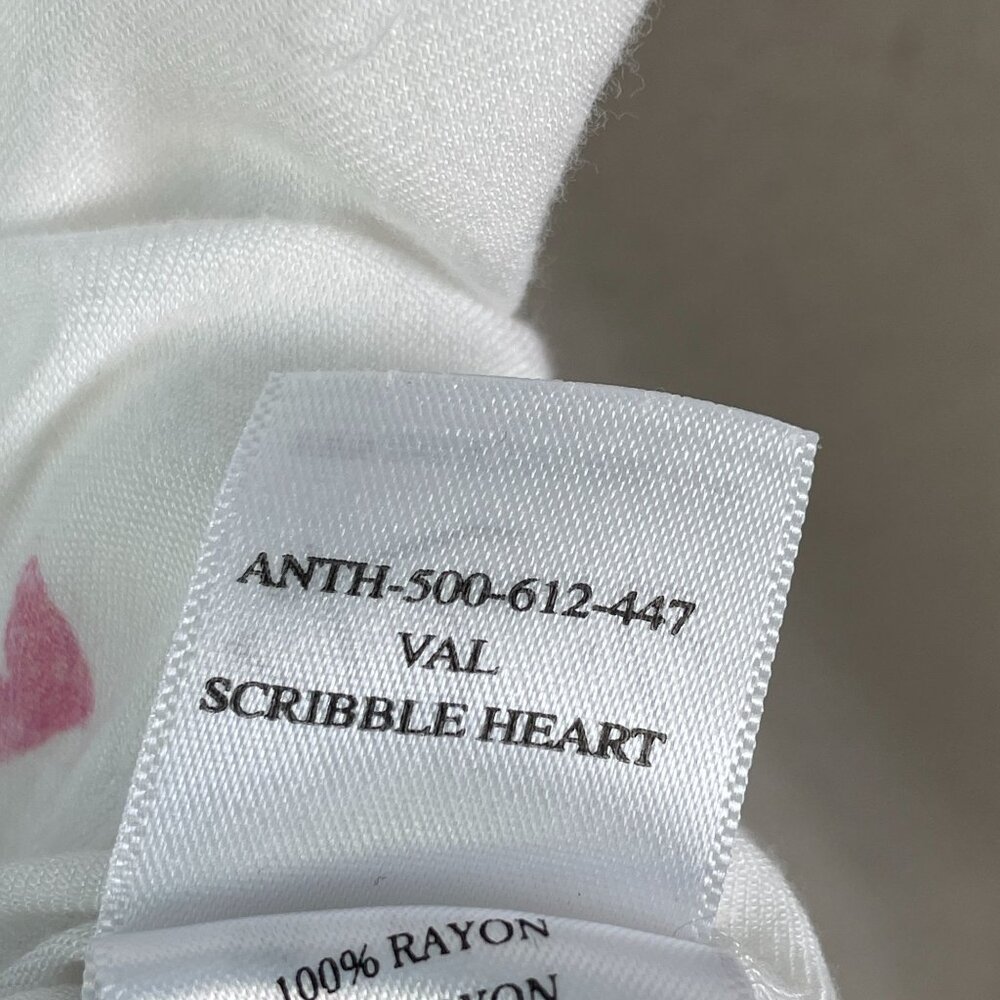 ANTH-500-612-447
VAL
SCRIBBLE HEART
100% RAYON